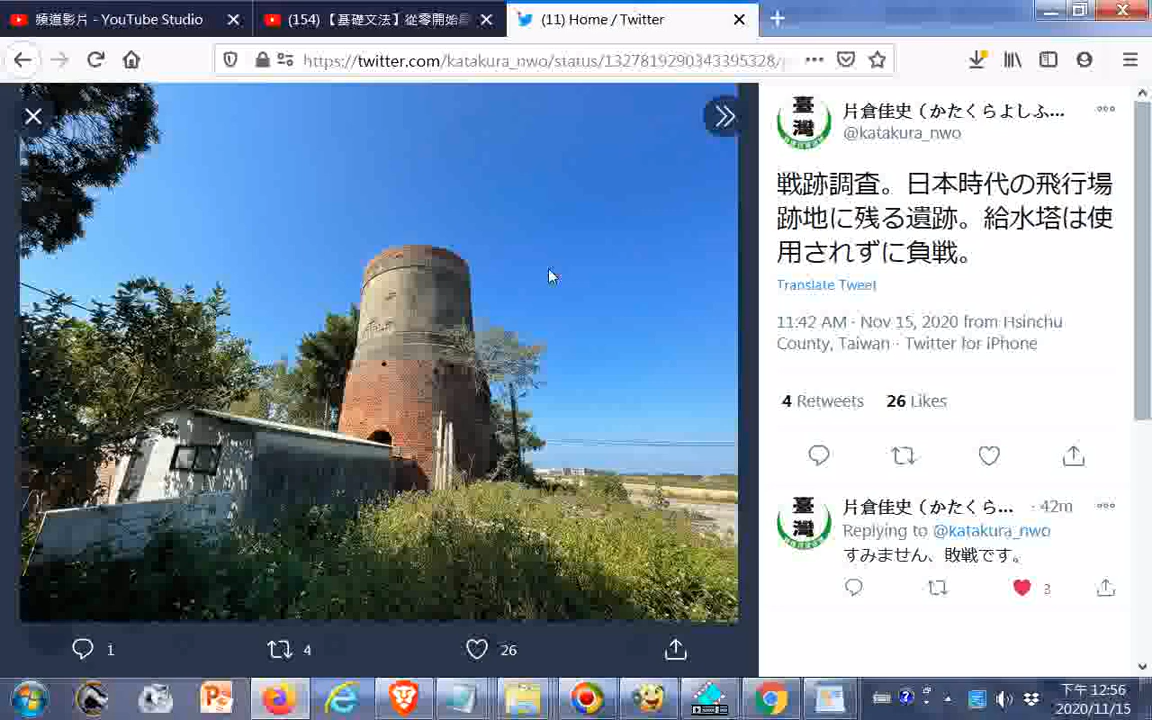 頻道影片 - YouTube Studio
(154)【基礎文法】從零開始
(11) Home / Twitter
https://twitter.com/katakura_nwo/status/1327819290343395328/
片倉佳史（かたくらよしふ...
@katakura_nwo
臺灣
戦跡調査。日本時代の飛行場
跡地に残る遺跡。給水塔は使
用されずに負戦。
Translate Tweet
11:42 AM · Nov 15, 2020 from Hsinchu
County, Taiwan · Twitter for iPhone
4 Retweets 26 Likes
臺灣
片倉佳史（かたくら... · 42m
Replying to @katakura_nwo
すみません、敗戦です。
3
1 4 26
下午 12:56
2020/11/15